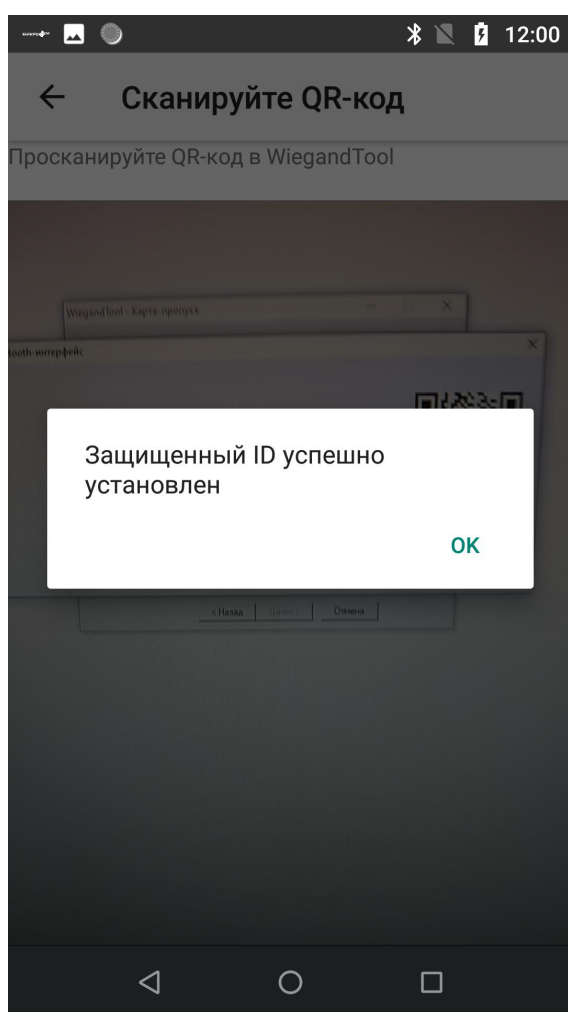 12:00
Сканируйте QR-код
Просканируйте QR-код в WiegandTool
WiegandTool - Карта-пропуск
tooth-интерфейс
Защищенный ID успешно
установлен
OK
< Назад
Отмена